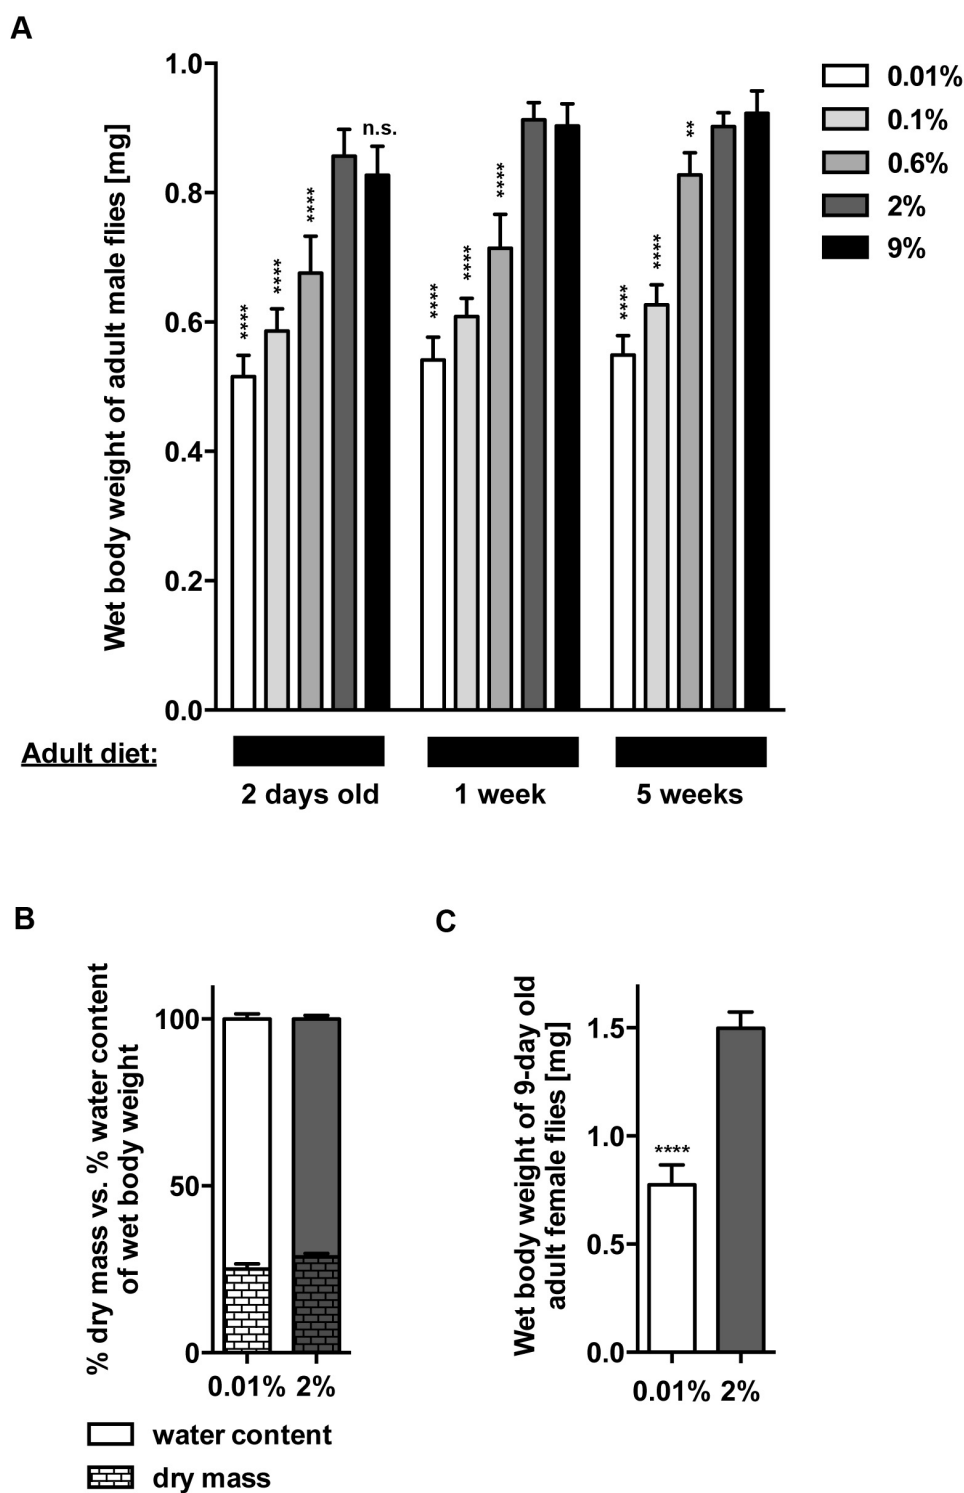 A
Wet body weight of adult male flies [mg]
1.0
0.8
0.6
0.4
0.2
0.0
****
****
****
n.s.
****
****
****
****
****
**
0.01%
0.1%
0.6%
2%
9%
Adult diet:
2 days old
1 week
5 weeks
B
% dry mass vs. % water content
of wet body weight
100
50
0
0.01%
2%
water content
dry mass
C
Wet body weight of 9-day old
adult female flies [mg]
1.5
1.0
0.5
0.0
****
0.01%
2%